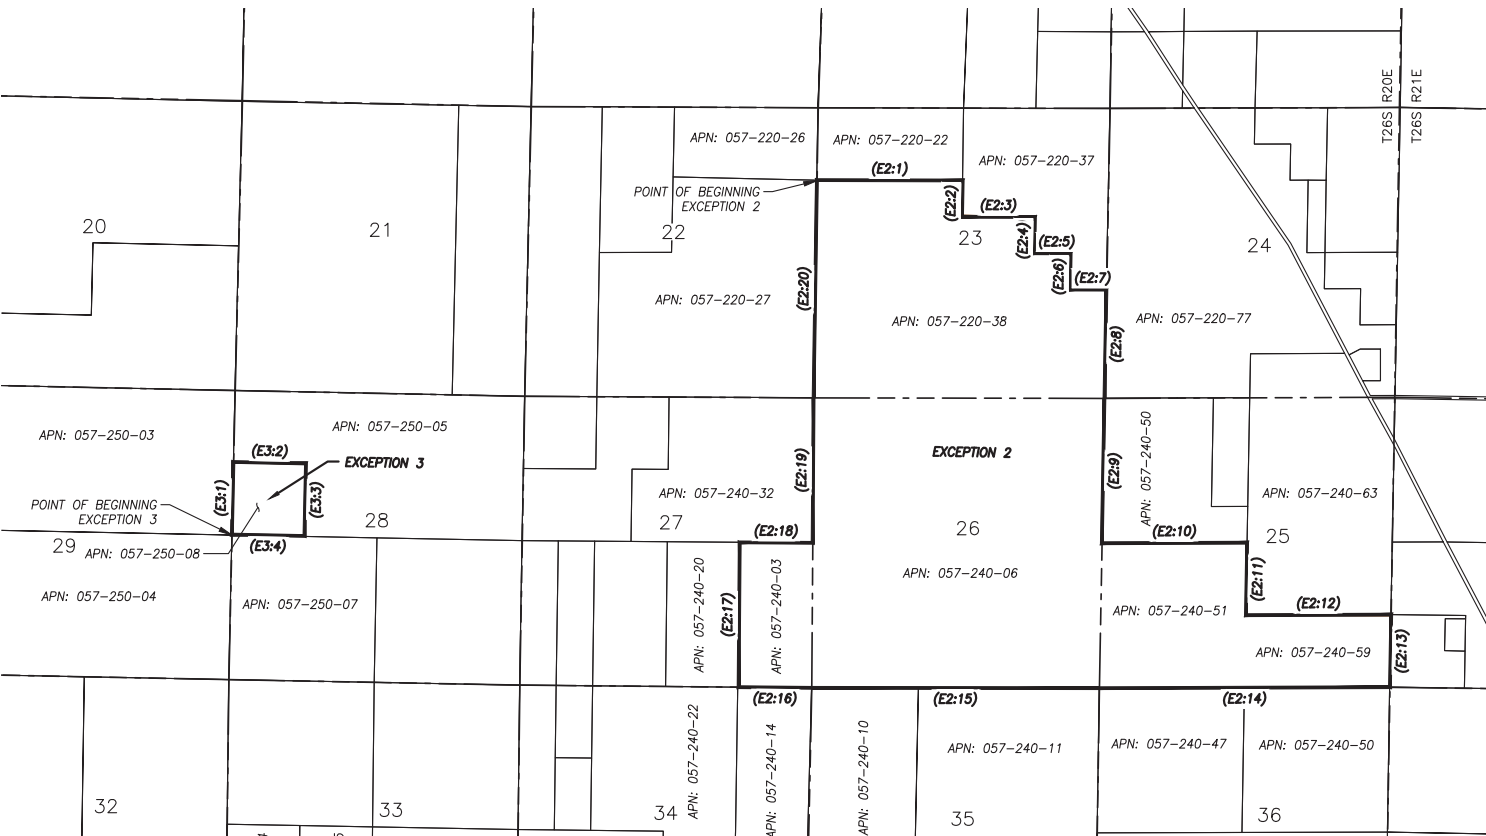 T26S R20E
T26S R21E
APN: 057-220-26
APN: 057-220-22
APN: 057-220-37
(E2:1)
POINT OF BEGINNING
EXCEPTION 2
(E2:2)
(E2:3)
(E2:4)
(E2:5)
(E2:6)
(E2:7)
20
21
22
23
24
(E2:20)
APN: 057-220-27
APN: 057-220-38
APN: 057-220-77
(E2:8)
APN: 057-250-03
APN: 057-250-05
(E3:2)
EXCEPTION 3
(E3:1)
(E3:3)
POINT OF BEGINNING
EXCEPTION 3
(E3:4)
29
28
APN: 057-250-08
APN: 057-250-04
APN: 057-250-07
EXCEPTION 2
(E2:19)
(E2:9)
APN: 057-240-50
APN: 057-240-32
APN: 057-240-63
27
26
25
(E2:18)
(E2:10)
(E2:11)
(E2:12)
(E2:13)
APN: 057-240-20
(E2:17)
APN: 057-240-03
APN: 057-240-06
APN: 057-240-51
APN: 057-240-59
(E2:16)
(E2:15)
(E2:14)
APN: 057-240-22
APN: 057-240-14
APN: 057-240-10
APN: 057-240-11
APN: 057-240-47
APN: 057-240-50
32
33
34
35
36